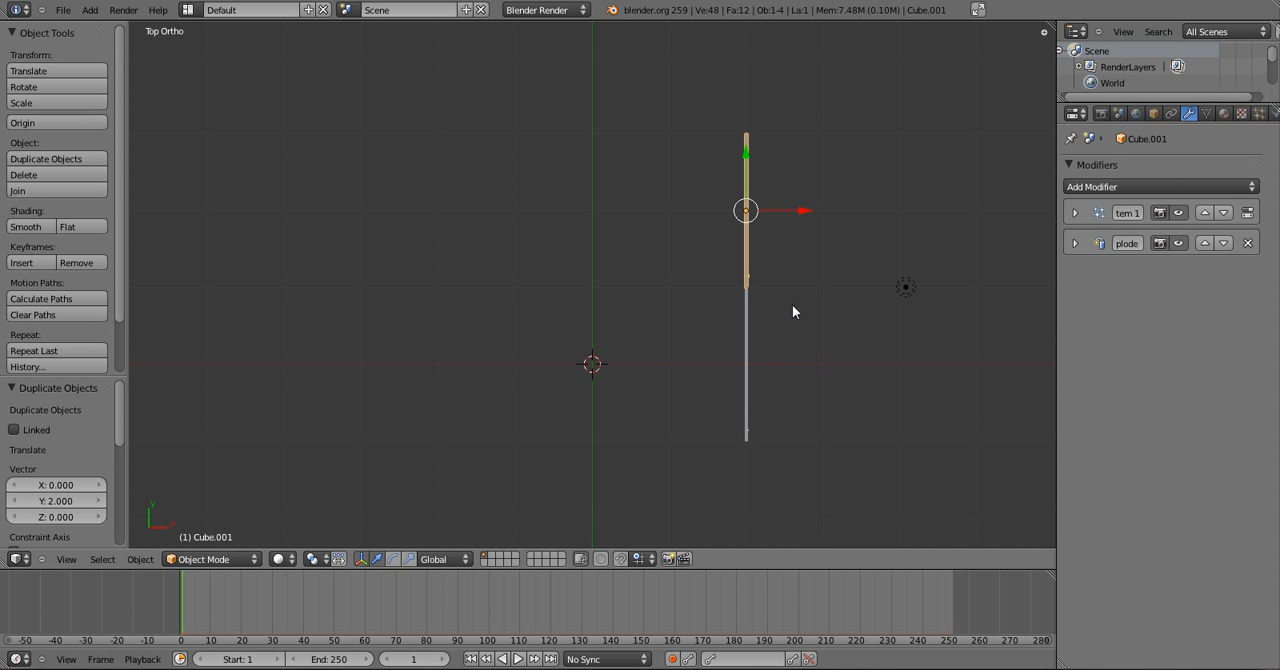 File Add Render Help Default Scene Blender Render blender.org 259 | Ve:48 | Fa:12 | Ob:1-4 | La:1 | Mem:7.48M (0.10M) | Cube.001
Object Tools
Transform:
Translate
Rotate
Scale
Origin
Object:
Duplicate Objects
Delete
Join
Shading:
Smooth Flat
Keyframes:
Insert Remove
Motion Paths:
Calculate Paths
Clear Paths
Repeat:
Repeat Last
History...
Duplicate Objects
Duplicate Objects
Linked
Translate
Vector
X: 0.000
Y: 2.000
Z: 0.000
Constraint Axis
Top Ortho
Y
X
(1) Cube.001
View Search All Scenes
Scene
RenderLayers |
World
Cube.001
Modifiers
Add Modifier
tem 1
plode
View Select Object Object Mode Global
-50 -40 -30 -20 -10 0 10 20 30 40 50 60 70 80 90 100 110 120 130 140 150 160 170 180 190 200 210 220 230 240 250 260 270 280
View Frame Playback Start: 1 End: 250 1 No Sync